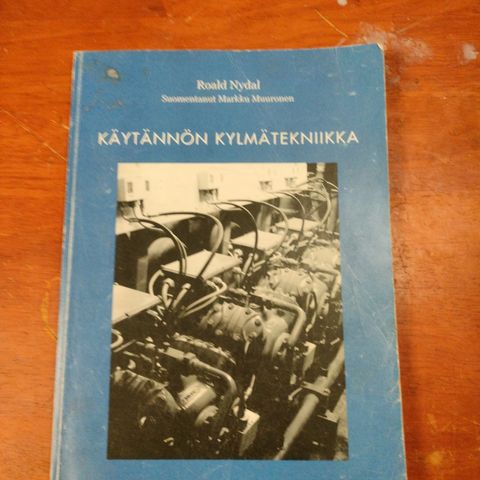 Roald Nydal
Suomentanut Markku Muuronen
KÄYTÄNNÖN KYLMÄTEKNIIKKA